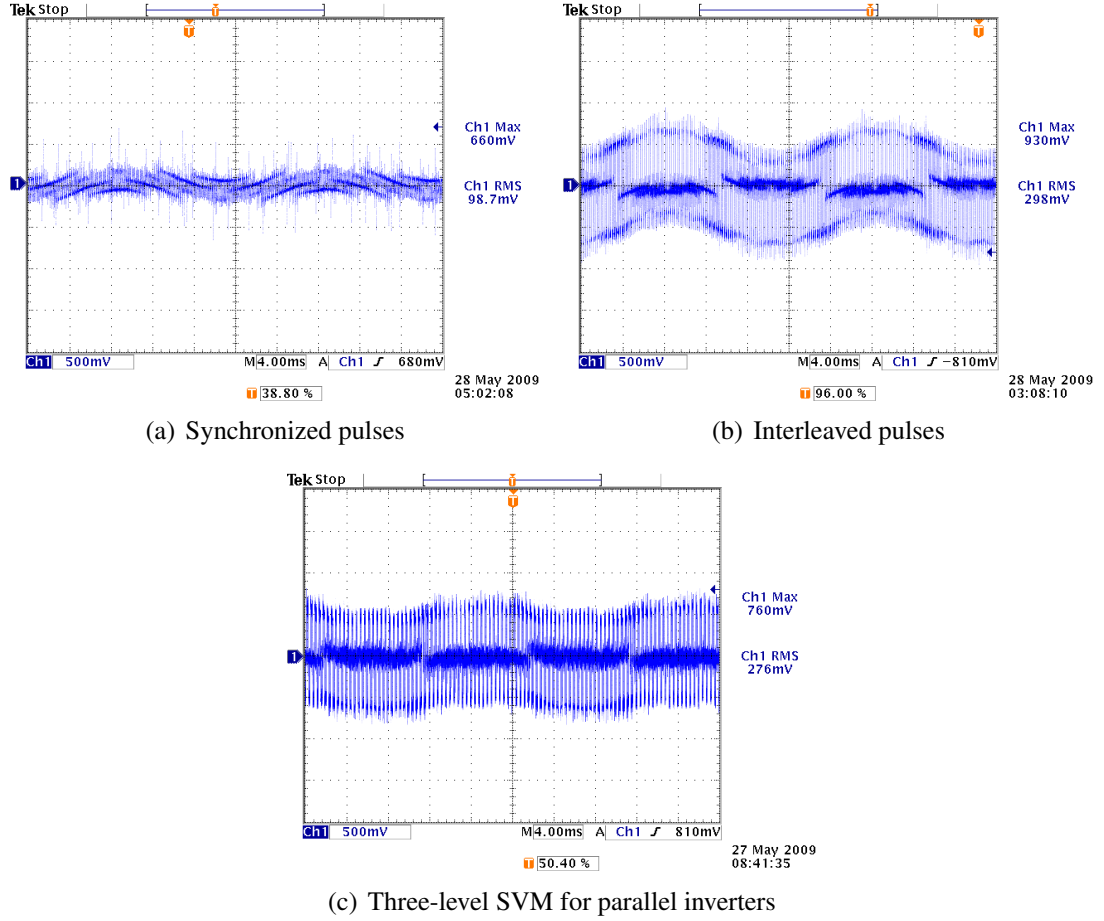 Tek Stop
T
T
1
Ch1 Max
660mV
Ch1 RMS
98.7mV
Ch1 500mV M 4.00ms A Ch1 ƒ 680mV
T 38.80 %
28 May 2009
05:02:08
(a) Synchronized pulses
Tek Stop
T
T
1
Ch1 Max
930mV
Ch1 RMS
298mV
Ch1 500mV M 4.00ms A Ch1 ƒ −810mV
T 96.00 %
28 May 2009
03:08:10
(b) Interleaved pulses
Tek Stop
T
T
1
Ch1 Max
760mV
Ch1 RMS
276mV
Ch1 500mV M 4.00ms A Ch1 ƒ 810mV
T 50.40 %
27 May 2009
08:41:35
(c) Three-level SVM for parallel inverters